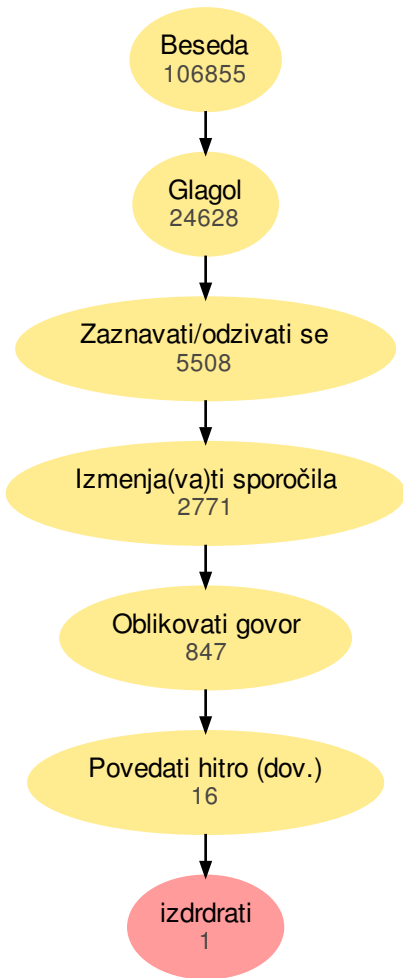 Beseda
106855
Glagol
24628
Zaznavati/odzivati se
5508
Izmenja(va)ti sporočila
2771
Oblikovati govor
847
Povedati hitro (dov.)
16
izdrdrati
1